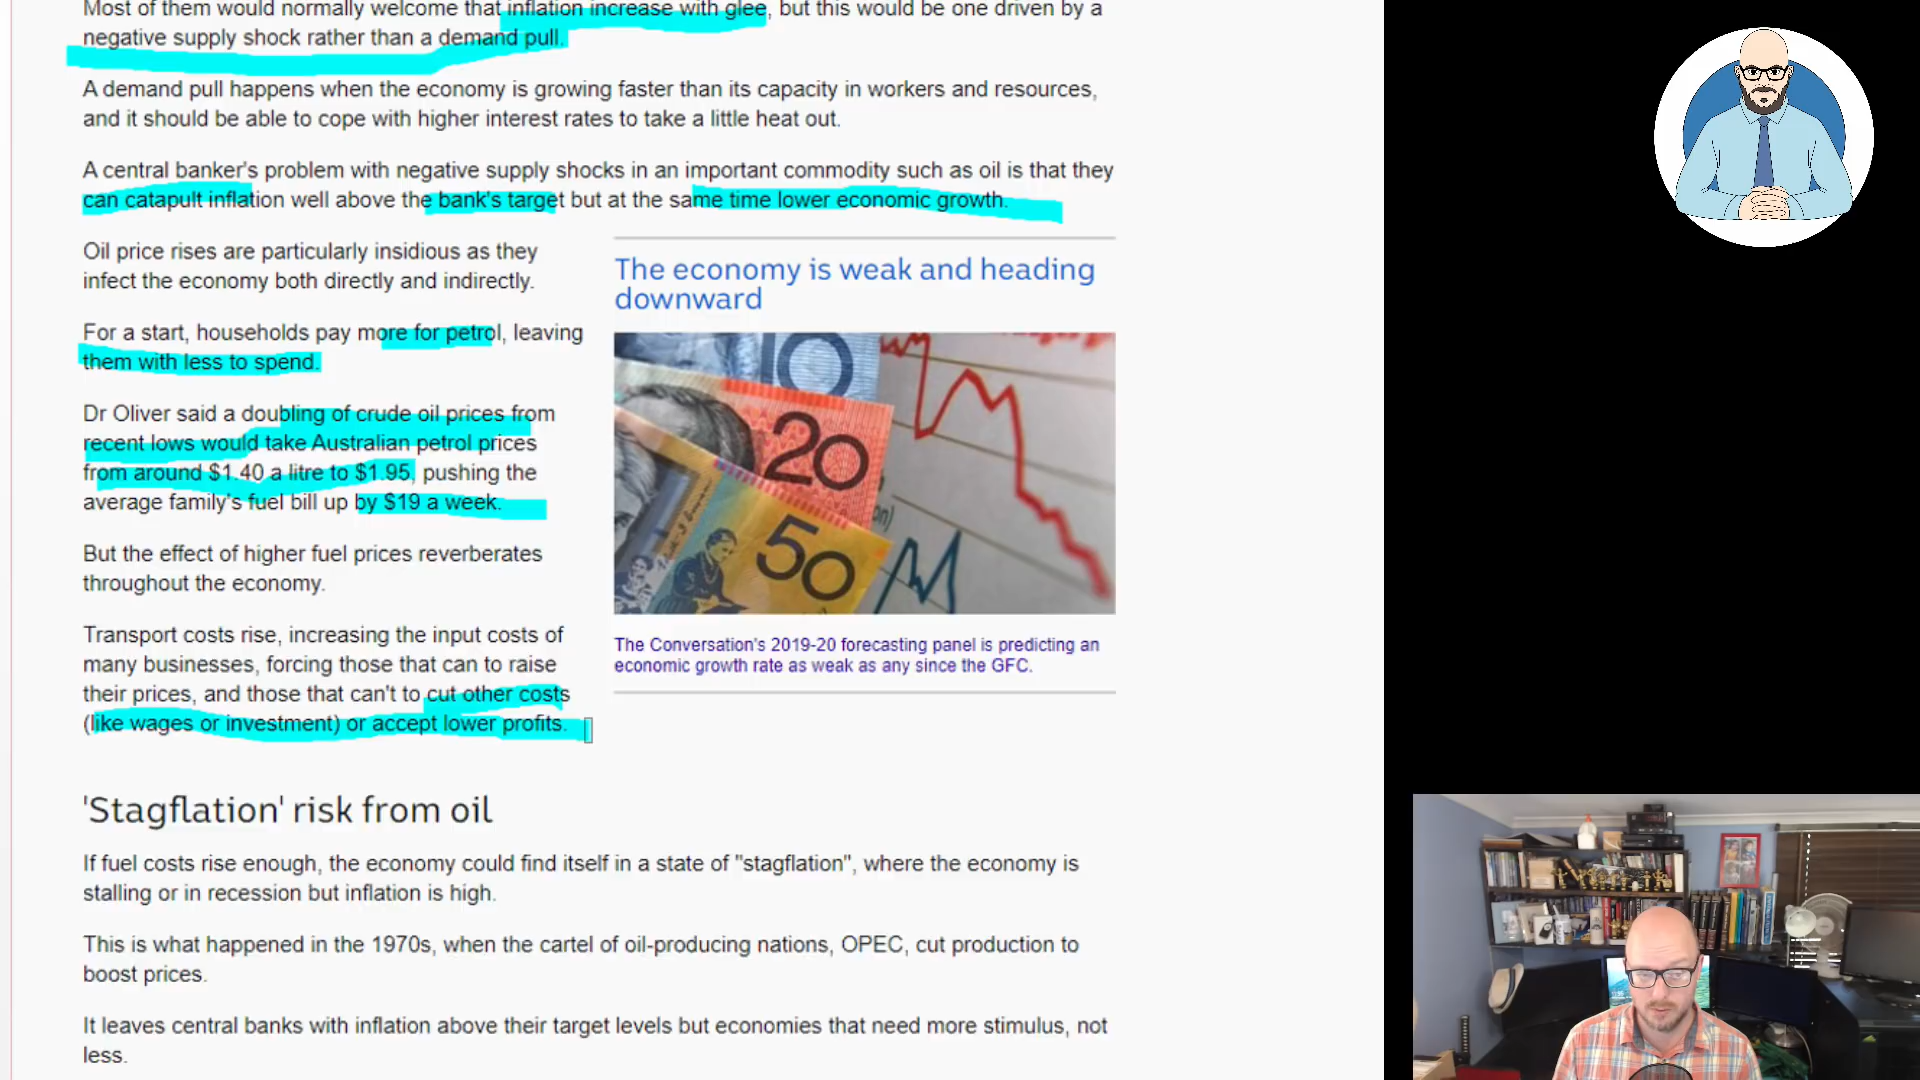 Most of them would normally welcome that inflation increase with glee, but this would be one driven by a
negative supply shock rather than a demand pull.
A demand pull happens when the economy is growing faster than its capacity in workers and resources,
and it should be able to cope with higher interest rates to take a little heat out.
A central banker's problem with negative supply shocks in an important commodity such as oil is that they
can catapult inflation well above the bank's target but at the same time lower economic growth.
Oil price rises are particularly insidious as they
infect the economy both directly and indirectly.
For a start, households pay more for petrol, leaving
them with less to spend.
Dr Oliver said a doubling of crude oil prices from
recent lows would take Australian petrol prices
from around $1.40 a litre to $1.95, pushing the
average family's fuel bill up by $19 a week.
But the effect of higher fuel prices reverberates
throughout the economy.
Transport costs rise, increasing the input costs of
many businesses, forcing those that can to raise
their prices, and those that can't to cut other costs
(like wages or investment) or accept lower profits.
The economy is weak and heading
downward
10
20
50
The Conversation's 2019-20 forecasting panel is predicting an
economic growth rate as weak as any since the GFC.
'Stagflation' risk from oil
If fuel costs rise enough, the economy could find itself in a state of "stagflation", where the economy is
stalling or in recession but inflation is high.
This is what happened in the 1970s, when the cartel of oil-producing nations, OPEC, cut production to
boost prices.
It leaves central banks with inflation above their target levels but economies that need more stimulus, not
less.